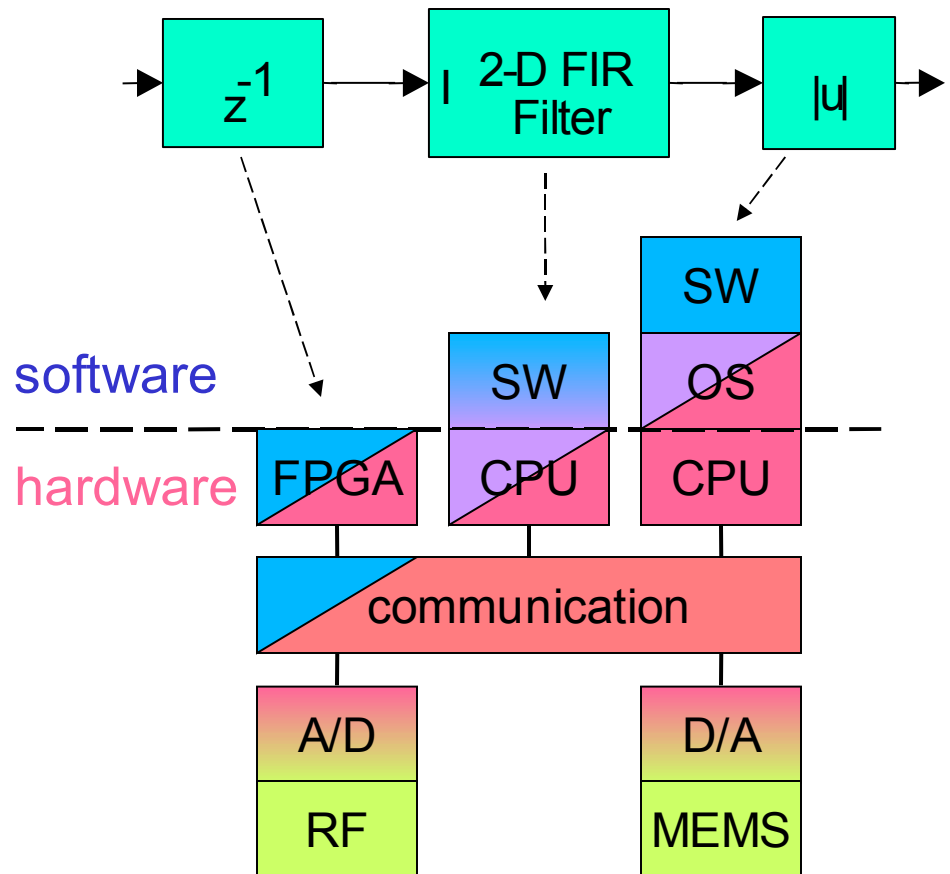 z-1
I 2-D FIR
Filter
|u|
SW
software SW OS
hardware FPGA CPU CPU
communication
A/D D/A
RF MEMS